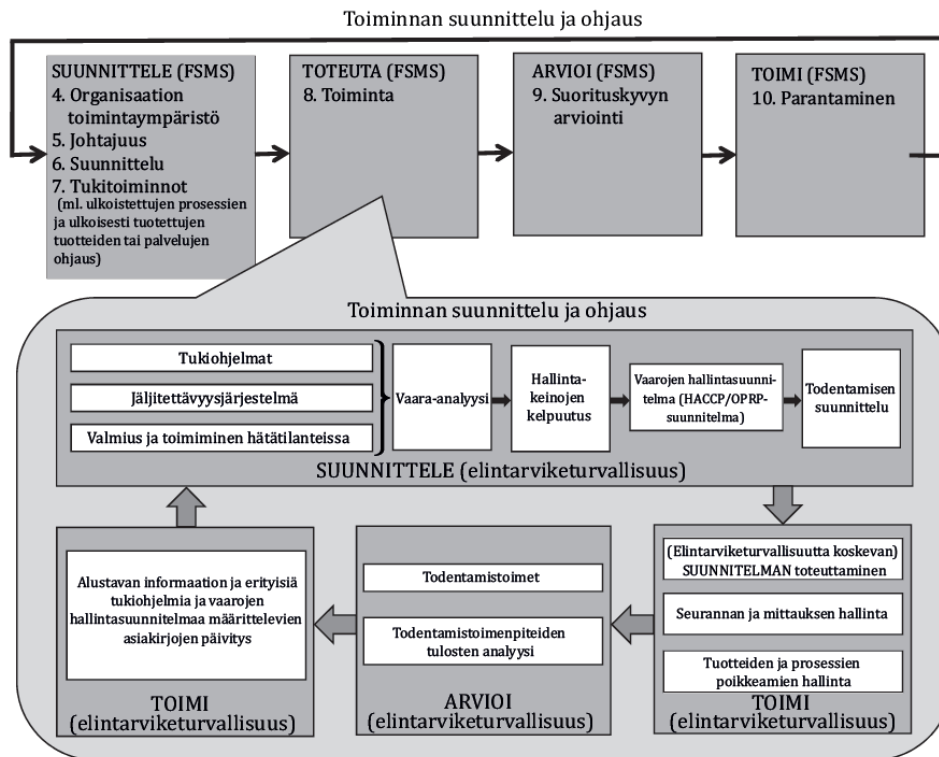 Toiminnan suunnittelu ja ohjaus
SUUNNITTELE (FSMS)
4. Organisaation
toimintaympäristö
5. Johtajuus
6. Suunnittelu
7. Tukitoiminnot
(ml. ulkoistettujen prosessien
ja ulkoisesti tuotettujen
tuotteiden tai palvelujen
ohjaus)
TOTEUTA (FSMS)
8. Toiminta
ARVIOI (FSMS)
9. Suorituskyvyn
arviointi
TOIMI (FSMS)
10. Parantaminen
Toiminnan suunnittelu ja ohjaus
Tukiohjelmat
Jäljitettävyysjärjestelmä
Valmius ja toimiminen hätätilanteissa
Vaara-analyysi
Hallinta-
keinojen
kelpuutus
Vaarojen hallintasuunni-
telma (HACCP/OPRP-
suunnitelma)
Todentamisen
suunnittelu
SUUNNITTELE (elintarviketurvallisuus)
Alustavan informaation ja erityisiä
tukiohjelmia ja vaarojen
hallintasuunnitelmaa määrittelevien
asiakirjojen päivitys
TOIMI
(elintarviketurvallisuus)
Todentamistoimet
Todentamistoimenpiteiden
tulosten analyysi
ARVIOI
(elintarviketurvallisuus)
(Elintarviketurvallisuutta koskevan)
SUUNNITELMAN toteuttaminen
Seurannan ja mittauksen hallinta
Tuotteiden ja prosessien
poikkeamien hallinta
TOIMI
(elintarviketurvallisuus)